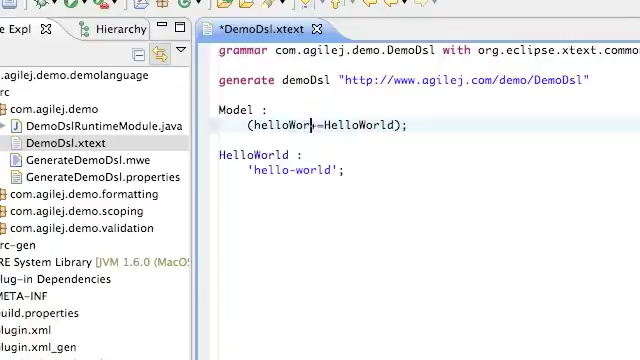 e Expl
Hierarchy
*DemoDsl.xtext
.agilej.demo.demolanguage
rc
com.agilej.demo
DemoDslRuntimeModule.java
DemoDsl.xtext
GenerateDemoDsl.mwe
GenerateDemoDsl.properties
com.agilej.demo.formatting
com.agilej.demo.scoping
com.agilej.demo.validation
rc-gen
RE System Library [JVM 1.6.0 (MacOS
lug-in Dependencies
META-INF
uild.properties
lugin.xml
lugin.xml_gen
grammar com.agilej.demo.DemoDsl with org.eclipse.xtext.commo
generate demoDsl "http://www.agilej.com/demo/DemoDsl"
Model :
(helloWor+=HelloWorld);
HelloWorld :
'hello-world';